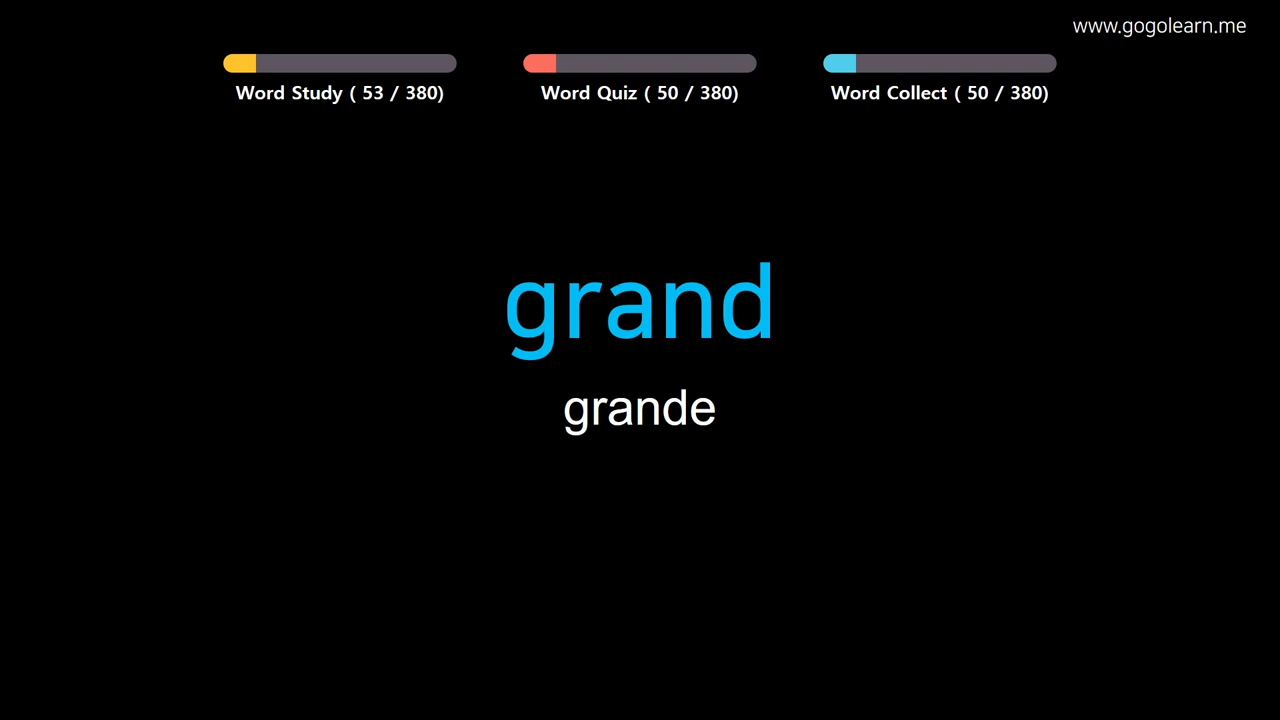 www.gogolearn.me
Word Study ( 53 / 380)
Word Quiz ( 50 / 380)
Word Collect ( 50 / 380)
grand
grande